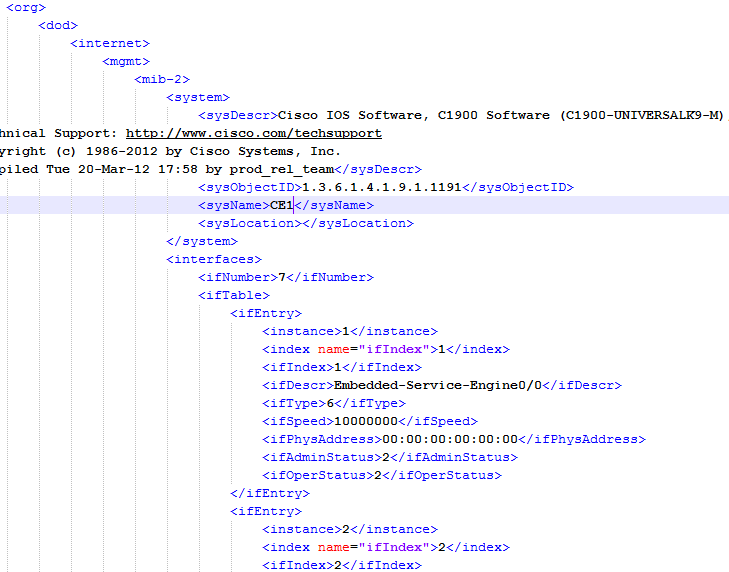 <org>
<dod>
<internet>
<mgmt>
<mib-2>
<system>
<sysDescr>Cisco IOS Software, C1900 Software (C1900-UNIVERSALK9-M),
hnical Support: http://www.cisco.com/techsupport
yright (c) 1986-2012 by Cisco Systems, Inc.
piled Tue 20-Mar-12 17:58 by prod_rel_team</sysDescr>
<sysObjectID>1.3.6.1.4.1.9.1.1191</sysObjectID>
<sysName>CE1</sysName>
<sysLocation></sysLocation>
</system>
<interfaces>
<ifNumber>7</ifNumber>
<ifTable>
<ifEntry>
<instance>1</instance>
<index name="ifIndex">1</index>
<ifIndex>1</ifIndex>
<ifDescr>Embedded-Service-Engine0/0</ifDescr>
<ifType>6</ifType>
<ifSpeed>10000000</ifSpeed>
<ifPhysAddress>00:00:00:00:00:00</ifPhysAddress>
<ifAdminStatus>2</ifAdminStatus>
<ifOperStatus>2</ifOperStatus>
</ifEntry>
<ifEntry>
<instance>2</instance>
<index name="ifIndex">2</index>
<ifIndex>2</ifIndex>